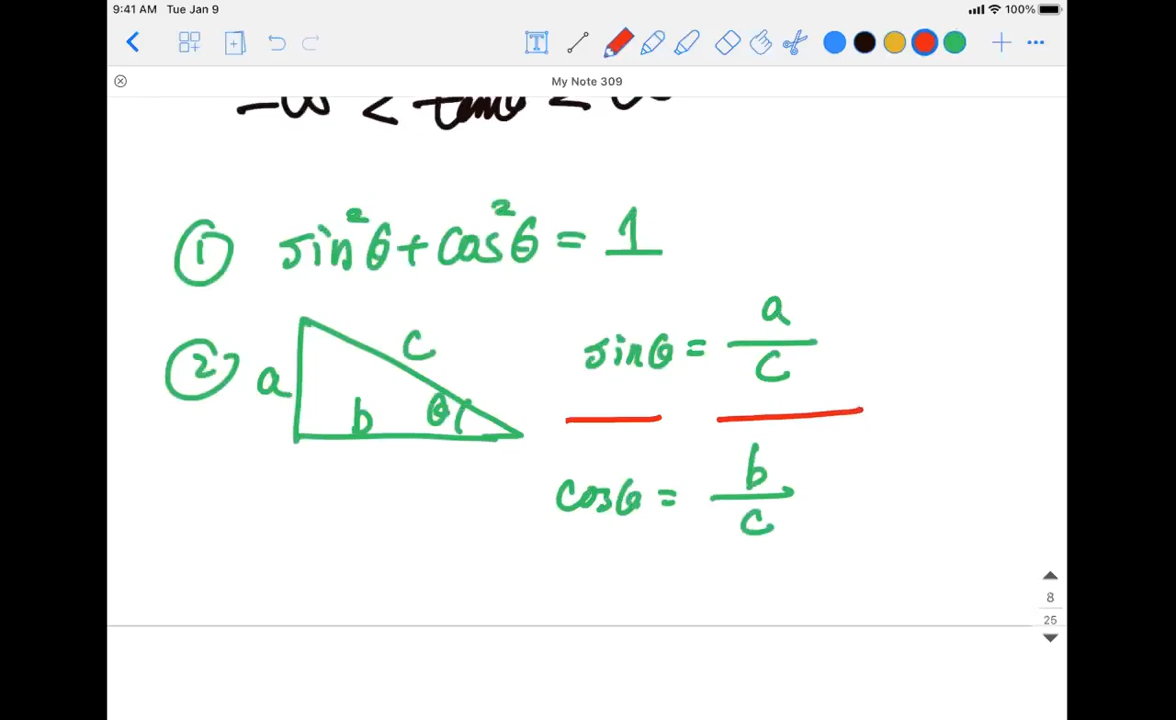 9:41 AM Tue Jan 9 100%
T
My Note 309
-∞ < tanθ < ∞
① sin²θ + cos²θ = 1
② a b c θ
sinθ = a/c
cosθ = b/c
8
25